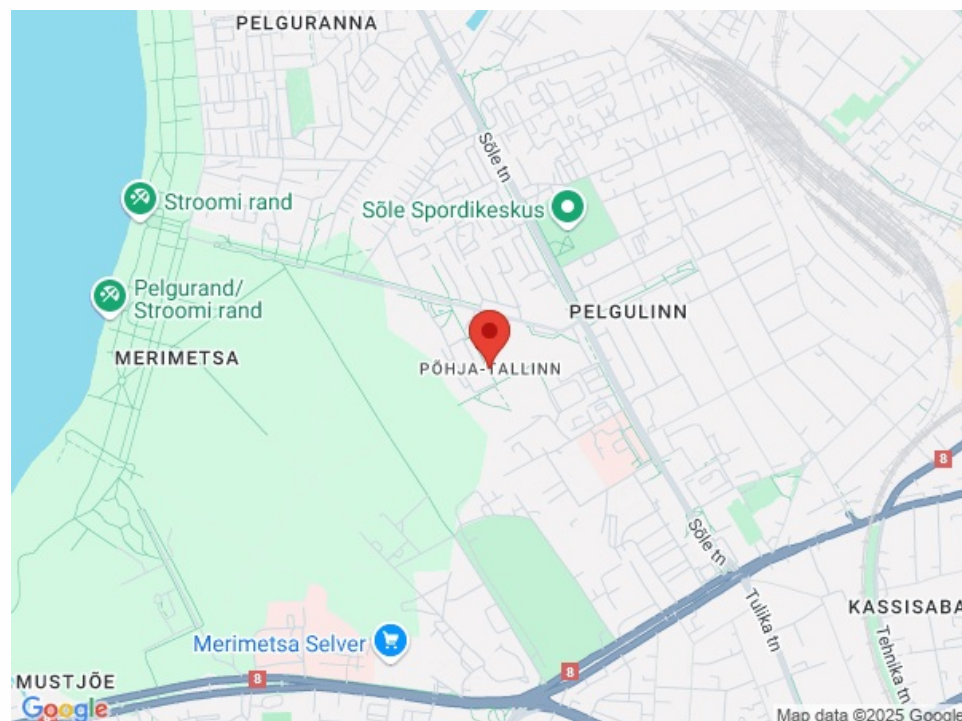 PELGURANNA
Sõle tn
Stroomi rand
Sõle Spordikeskus
Pelgurand/
Stroomi rand
PELGULINN
MERIMETSA
PÕHJA-TALLINN
8
Sõle tn
Tulika tn
KASSISABA
Tehnika tn
Merimetsa Selver
8
8
MUSTJÕE
Google
Map data ©2025 Google